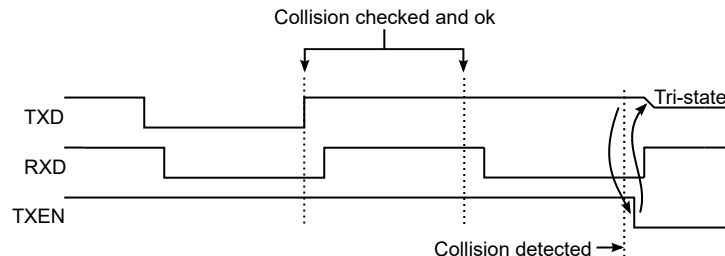 Collision checked and ok
Tri-state
TXD
RXD
TXEN
Collision detected